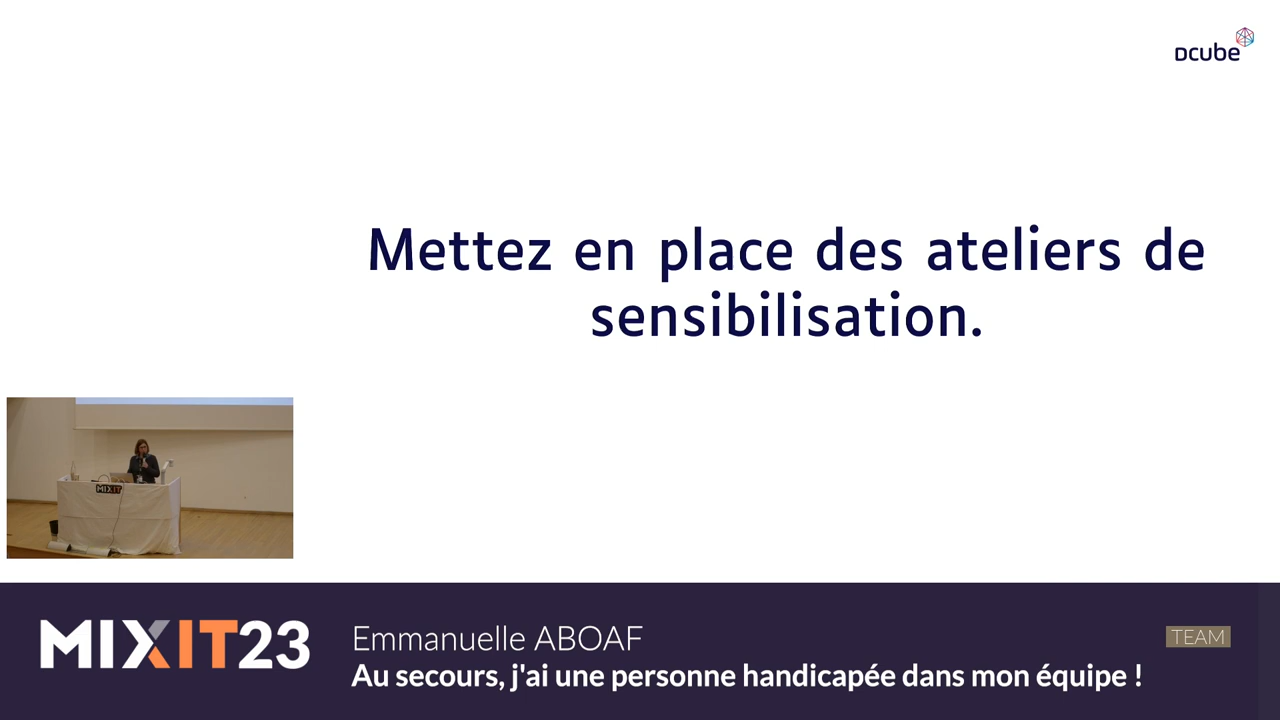 Dcube
Mettez en place des ateliers de
sensibilisation.
MIXIT
MIXIT23
Emmanuelle ABOAF
TEAM
Au secours, j'ai une personne handicapée dans mon équipe !